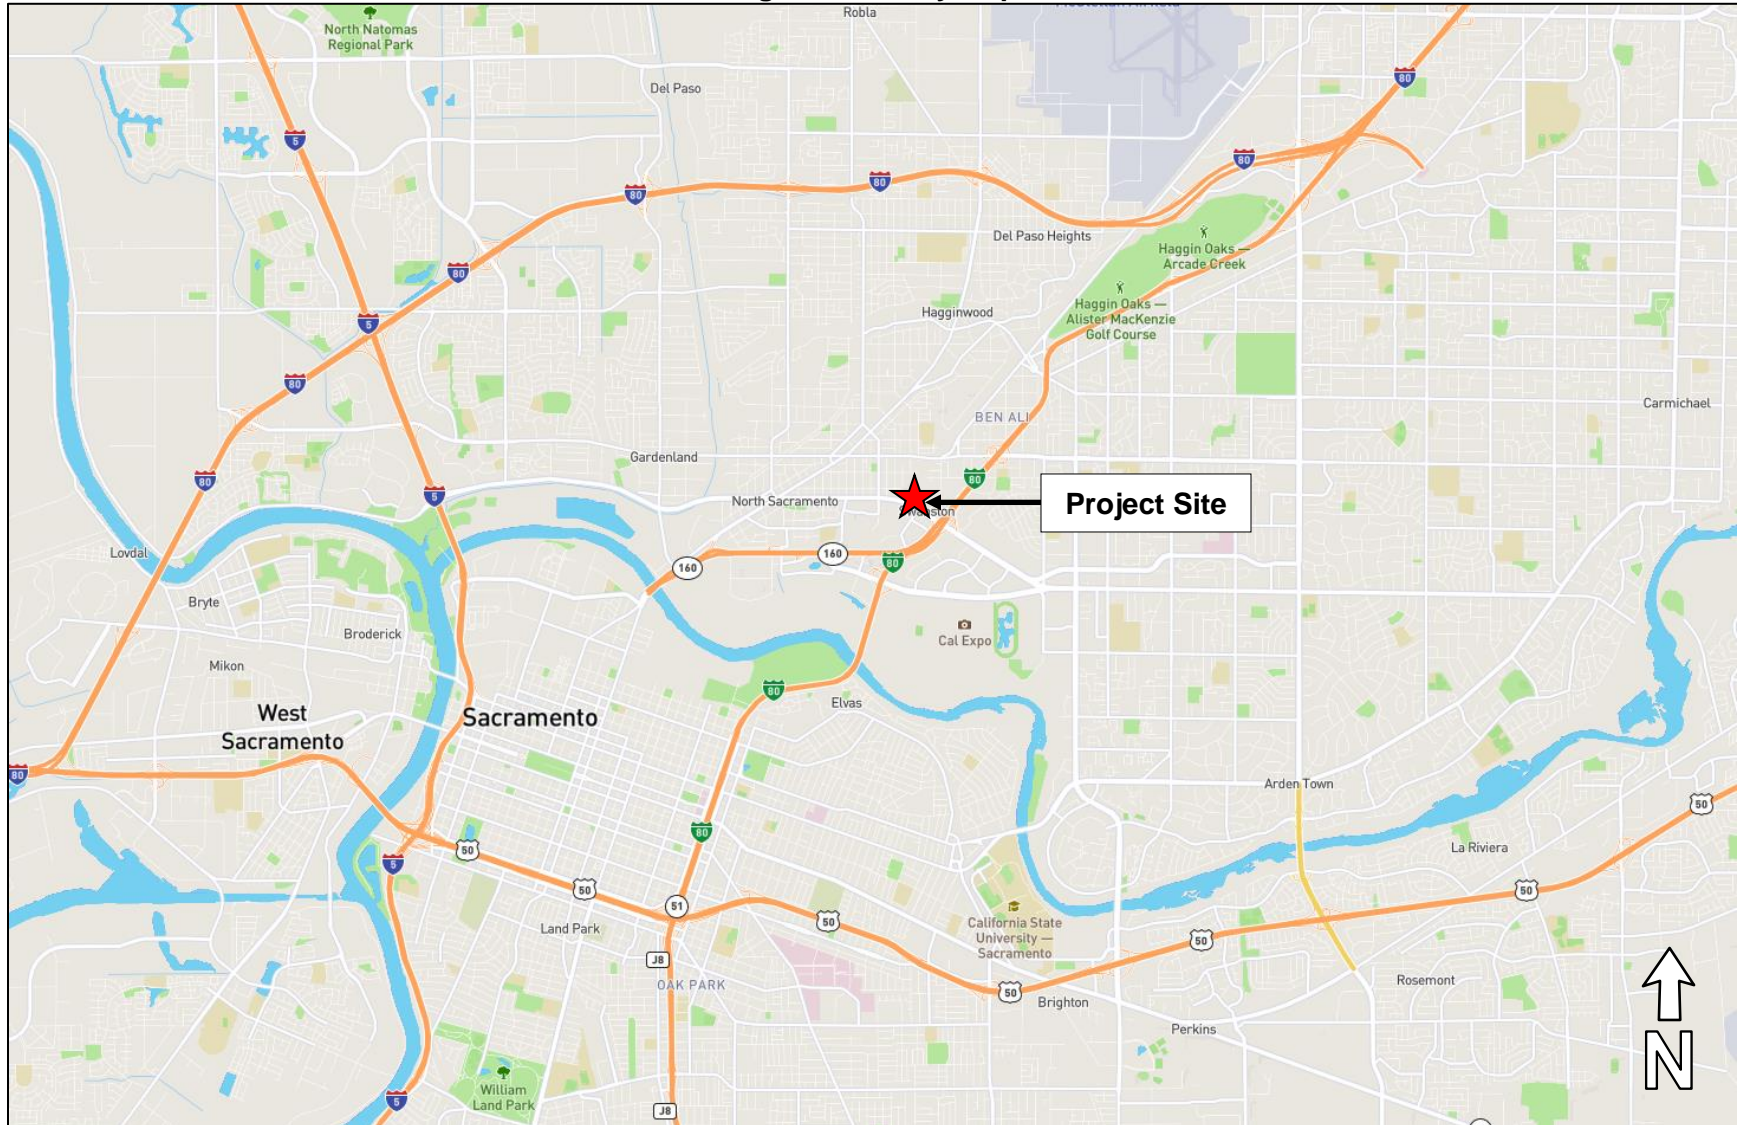 Robla
North Natomas
Regional Park
80
Del Paso
5
80
80
80
Del Paso Heights
Haggin Oaks —
Arcade Creek
80
Haggin Oaks —
Alister MacKenzie
Golf Course
Hagginwood
5
80
Carmichael
BEN ALI
Gardenland
80
80
5
North Sacramento
Project Site
Swanston
Lovdal
160
80
160
Bryte
Broderick
Cal Expo
Mikon
80
Elvas
West
Sacramento
Sacramento
80
Arden Town
50
80
50
La Riviera
5
50
50
51
50
Land Park
California State
University —
Sacramento
50
J8
OAK PARK
Rosemont
50
Brighton
Perkins
N
William
Land Park
5
J8